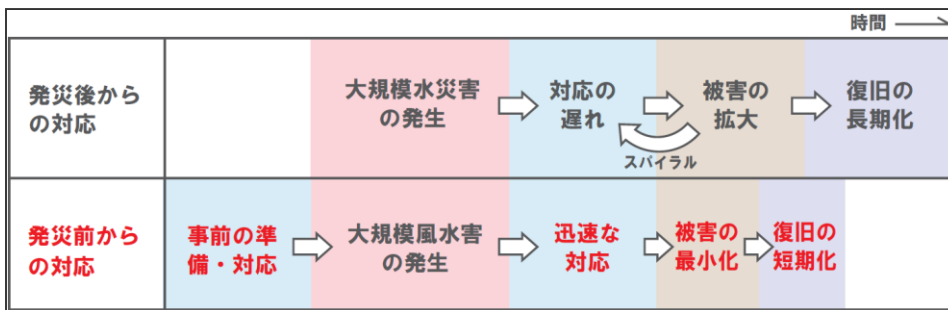 時間
発災後から
の対応
大規模水災害
の発生
対応の
遅れ
被害の
拡大
復旧の
長期化
スパイラル
発災前から
の対応
事前の準
備・対応
大規模風水害
の発生
迅速な
対応
被害の
最小化
復旧の
短期化